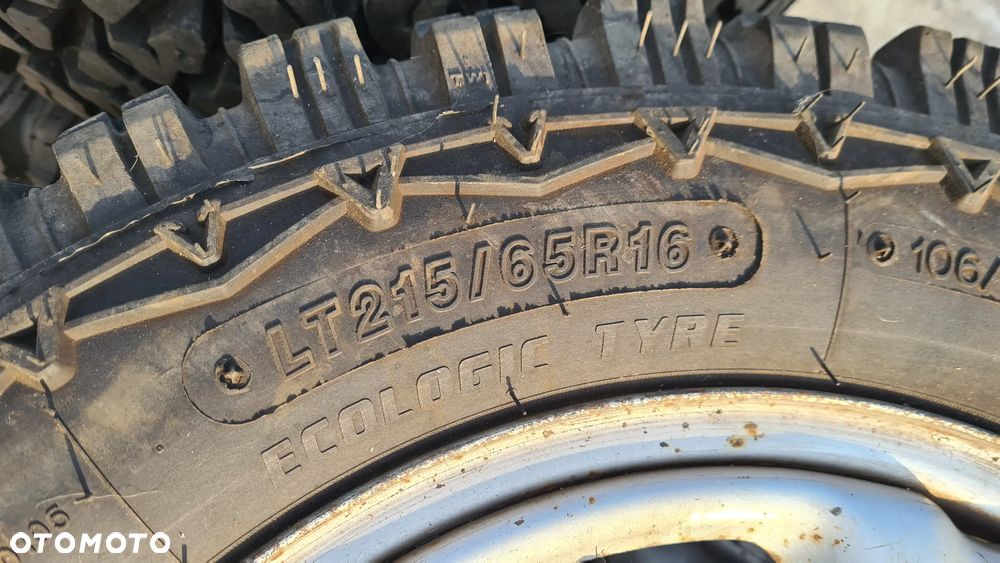 TWI
LT215/65R16
106/
ECOLOGIC TYRE
OTOMOTO